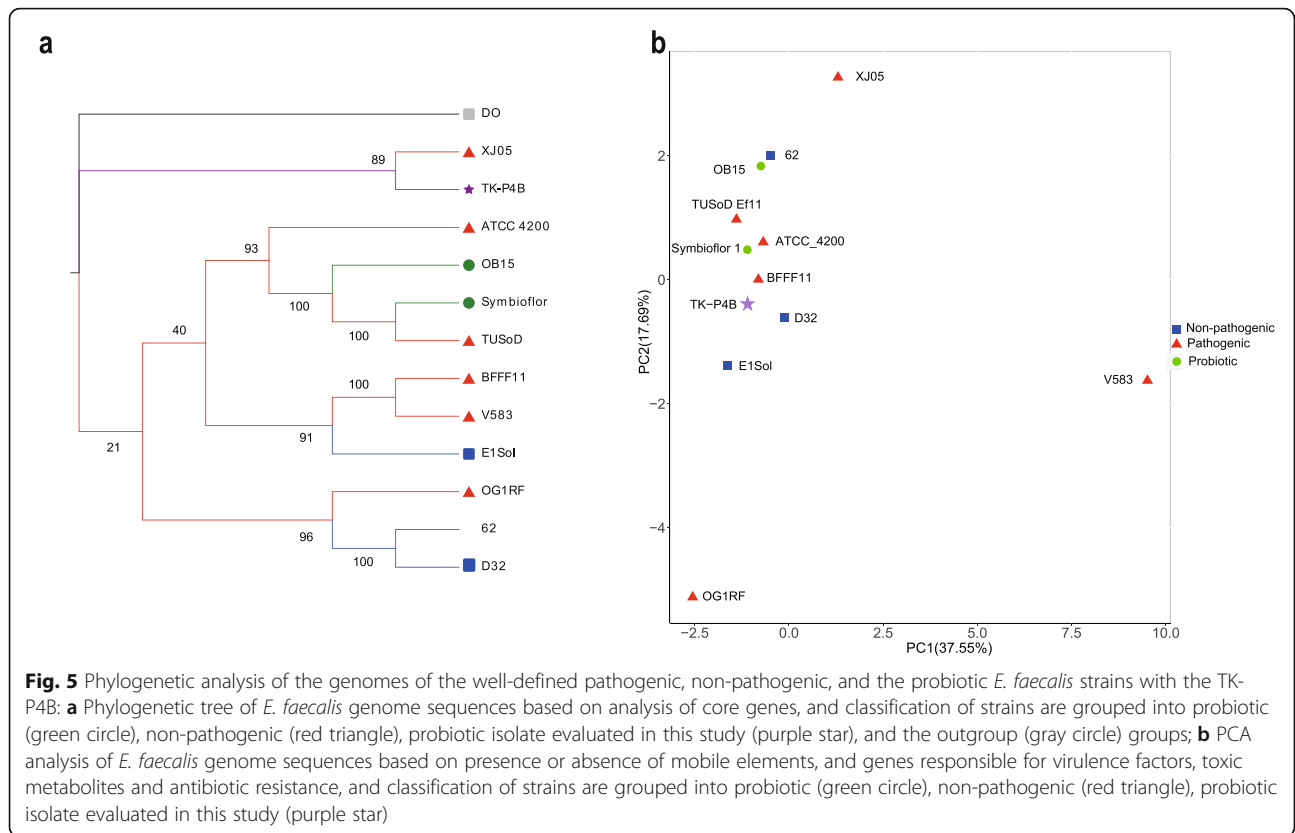 a
DO
XJ05
89
TK-P4B
ATCC 4200
93
OB15
100
Symbioflor
100
TUSoD
40
BFFF11
100
V583
91
E1Sol
21
OG1RF
62
96
100
D32
b
XJ05
2
62
OB15
TUSoD Ef11
Symbioflor 1
ATCC_4200
0
BFFF11
TK-P4B
D32
E1Sol
V583
-2
-4
OG1RF
PC2(17.69%)
-2.5
0.0
2.5
5.0
7.5
10.0
PC1(37.55%)
Non-pathogenic
Pathogenic
Probiotic
Fig. 5 Phylogenetic analysis of the genomes of the well-defined pathogenic, non-pathogenic, and the probiotic E. faecalis strains with the TK-
P4B: a Phylogenetic tree of E. faecalis genome sequences based on analysis of core genes, and classification of strains are grouped into probiotic
(green circle), non-pathogenic (red triangle), probiotic isolate evaluated in this study (purple star), and the outgroup (gray circle) groups; b PCA
analysis of E. faecalis genome sequences based on presence or absence of mobile elements, and genes responsible for virulence factors, toxic
metabolites and antibiotic resistance, and classification of strains are grouped into probiotic (green circle), non-pathogenic (red triangle), probiotic
isolate evaluated in this study (purple star)